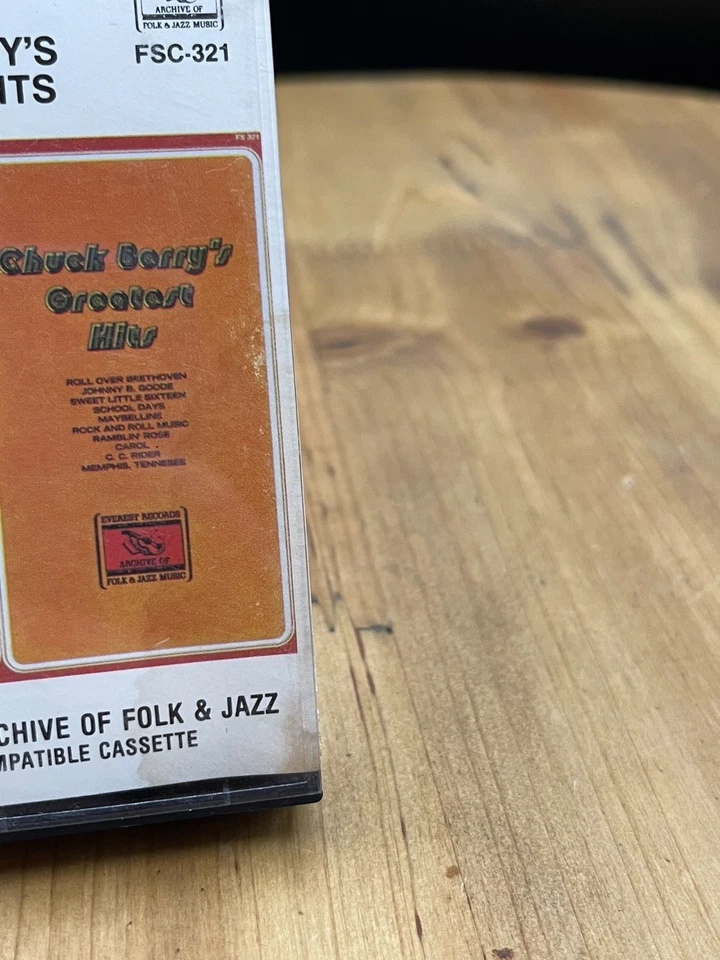 ARCHIVE OF
FOLK & JAZZ MUSIC
FSC-321
Y'S
ITS
FS 321
Chuck Berry's
Greatest
Hits
ROLL OVER BEETHOVEN
JOHNNY B. GOODE
SWEET LITTLE SIXTEEN
SCHOOL DAYS
MAYBELLINE
ROCK AND ROLL MUSIC
RAMBLIN' ROSE
CAROL
C. C. RIDER
MEMPHIS, TENNESEE
EVEREST RECORDS
ARCHIVE OF
FOLK & JAZZ MUSIC
CHIVE OF FOLK & JAZZ
MPATIBLE CASSETTE